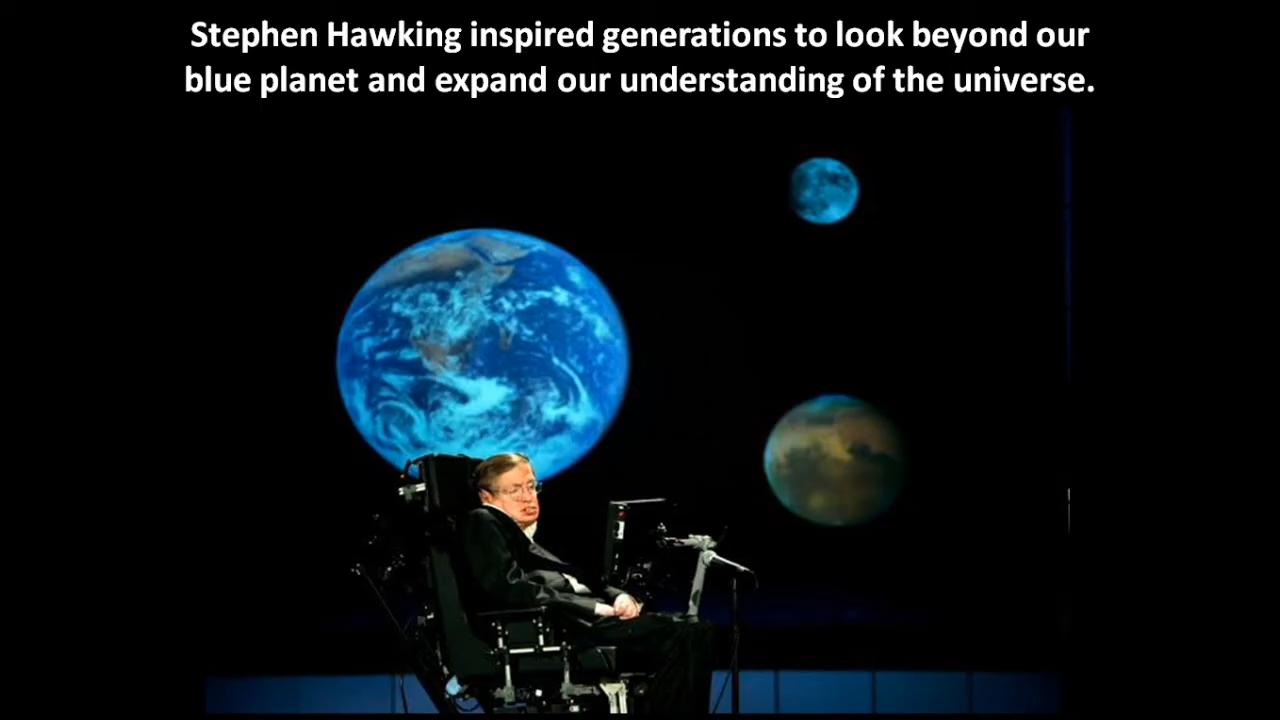 Stephen Hawking inspired generations to look beyond our
blue planet and expand our understanding of the universe.